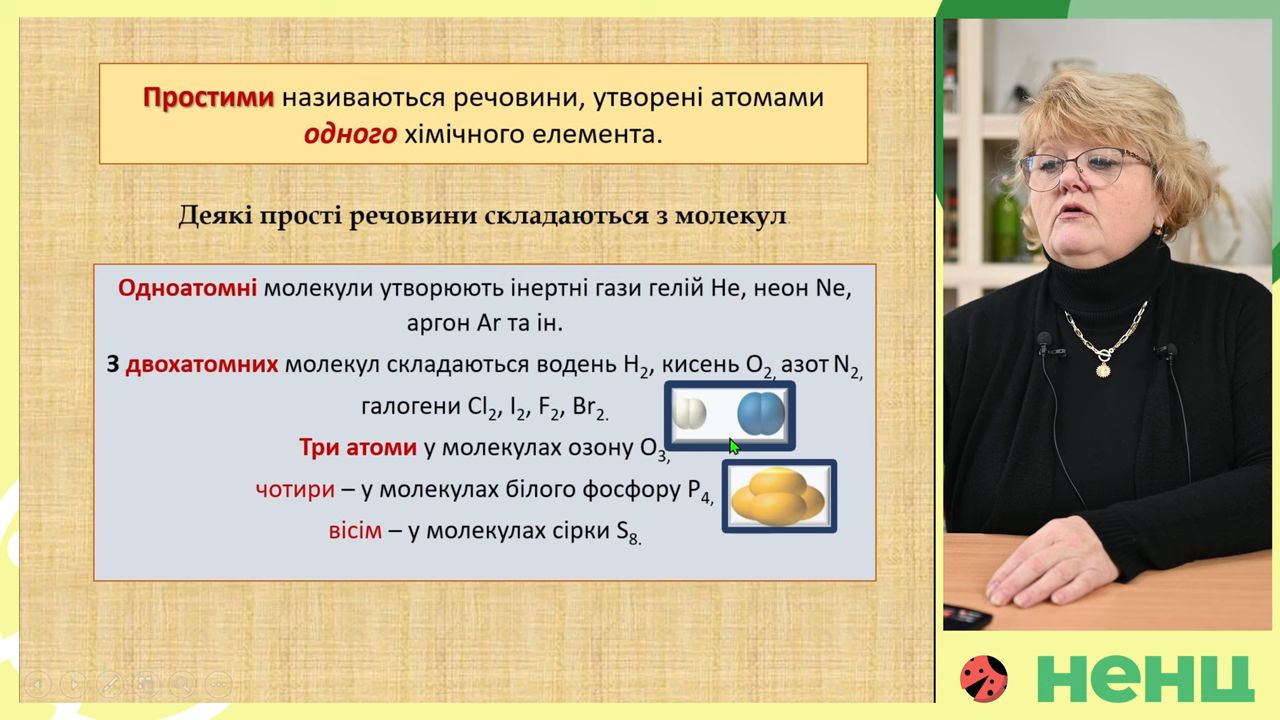 Простими називаються речовини, утворені атомами
одного хімічного елемента.
Деякі прості речовини складаються з молекул.
Одноатомні молекули утворюють інертні гази гелій He, неон Ne,
аргон Ar та ін.
З двохатомних молекул складаються водень H₂, кисень O₂, азот N₂,
галогени Cl₂, I₂, F₂, Br₂.
Три атоми у молекулах озону O₃,
чотири – у молекулах білого фосфору P₄,
вісім – у молекулах сірки S₈.
ненц